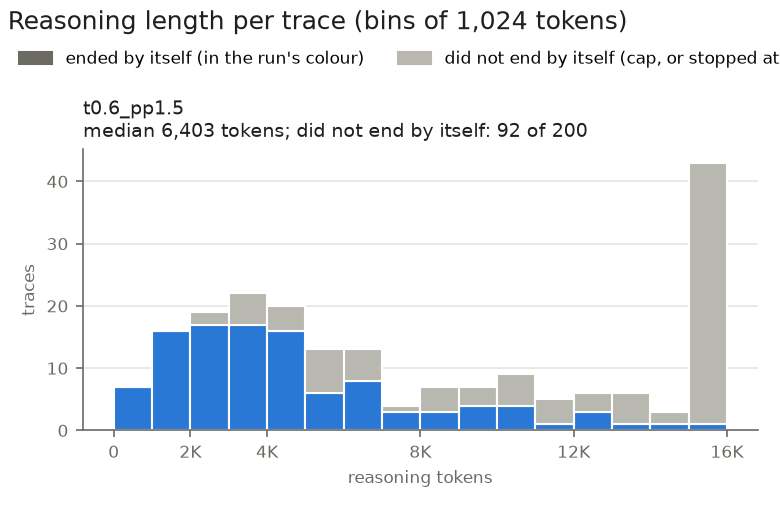 Reasoning length per trace (bins of 1,024 tokens)
ended by itself (in the run's colour)
did not end by itself (cap, or stopped at
t0.6_pp1.5
median 6,403 tokens; did not end by itself: 92 of 200
40
30
20
10
0
traces
0 2K 4K 8K 12K 16K
reasoning tokens